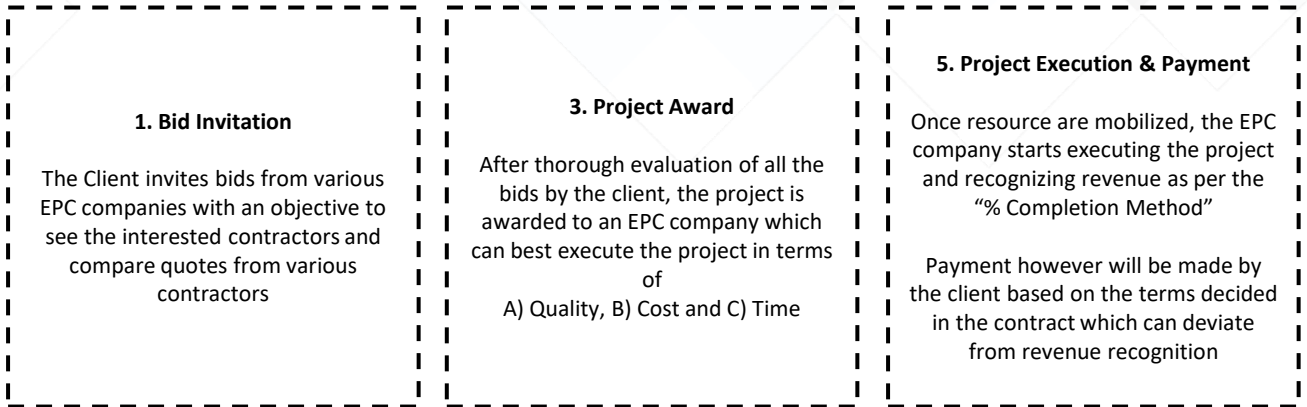 1. Bid Invitation
The Client invites bids from various
EPC companies with an objective to
see the interested contractors and
compare quotes from various
contractors
3. Project Award
After thorough evaluation of all the
bids by the client, the project is
awarded to an EPC company which
can best execute the project in terms
of
A) Quality, B) Cost and C) Time
5. Project Execution & Payment
Once resource are mobilized, the EPC
company starts executing the project
and recognizing revenue as per the
“% Completion Method”
Payment however will be made by
the client based on the terms decided
in the contract which can deviate
from revenue recognition